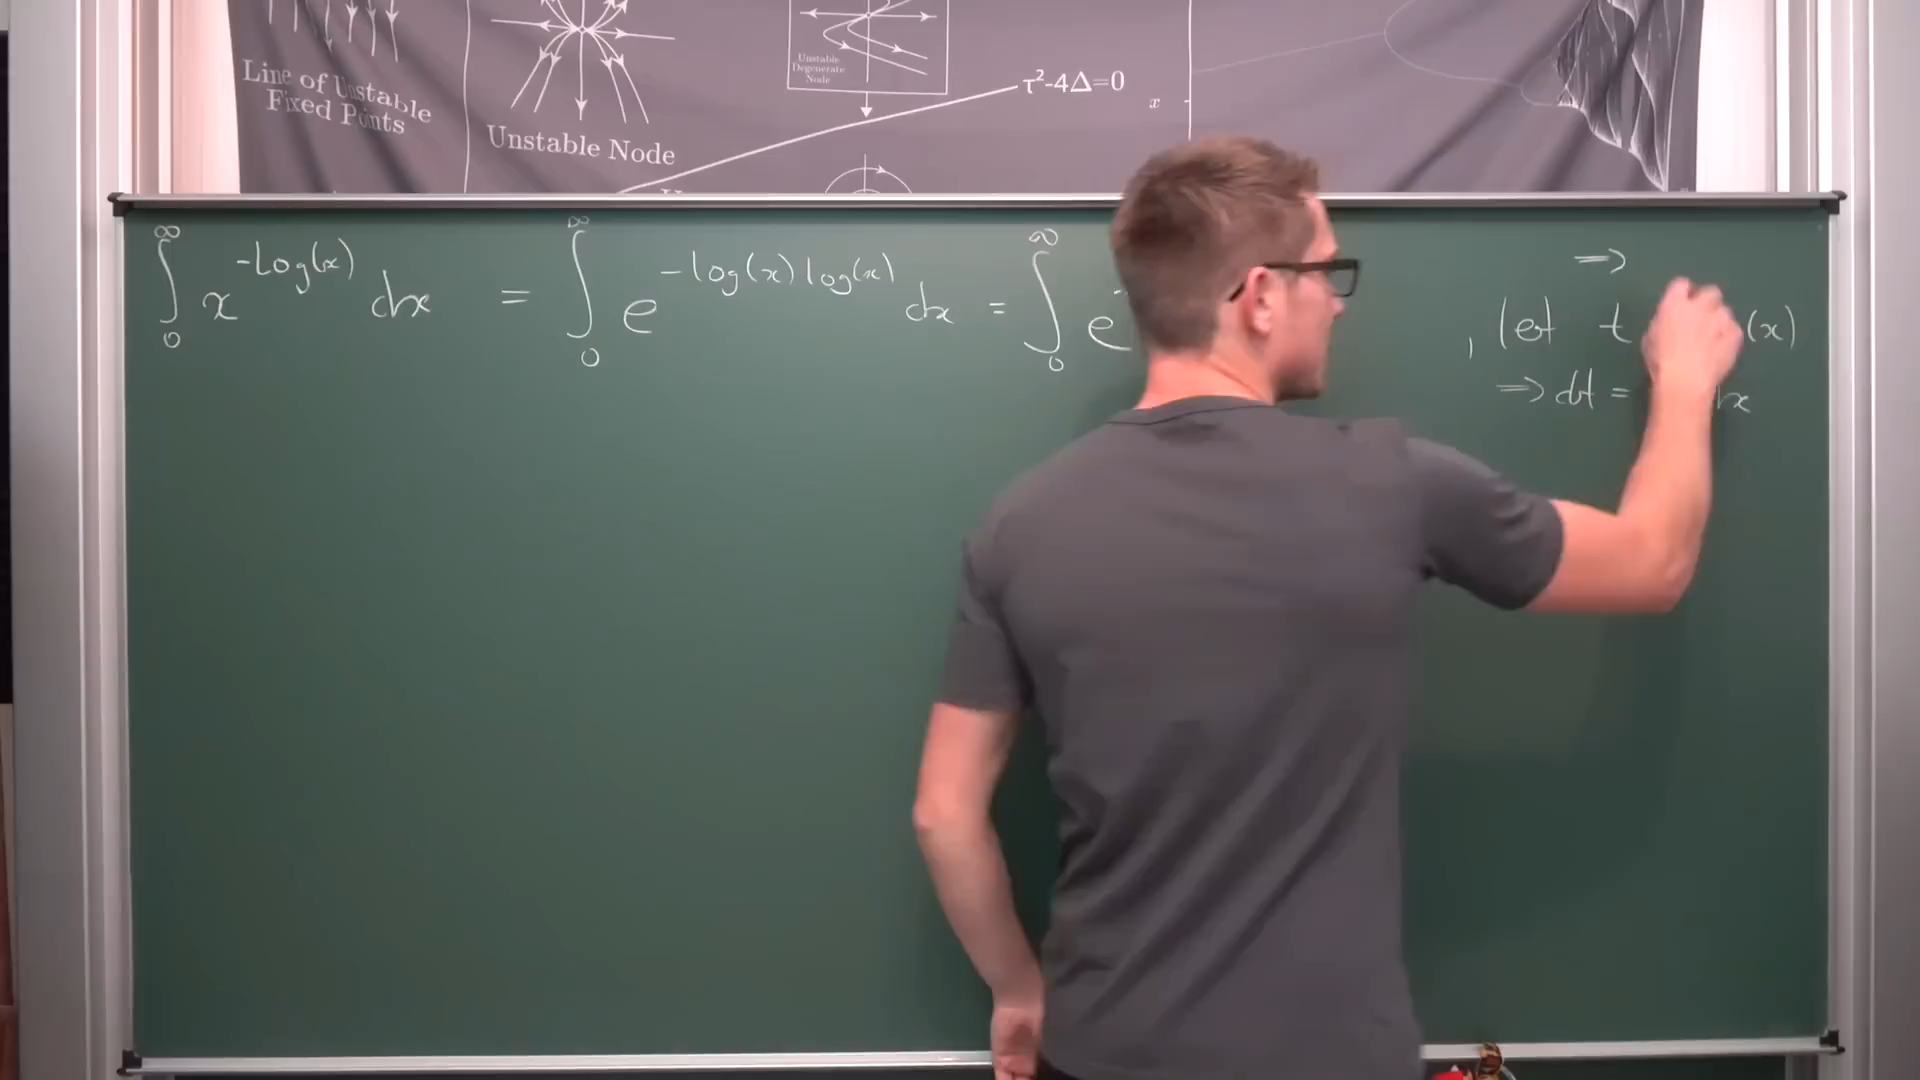 Line of Unstable
Fixed Points
Unstable Node
Unstable
Degenerate
Node
τ²-4Δ=0
x
∫₀^∞ x^(-log(x)) dx = ∫₀^∞ e^(-log(x) log(x)) dx = ∫₀^∞ e
⇒
, let t (x)
⇒ dt =